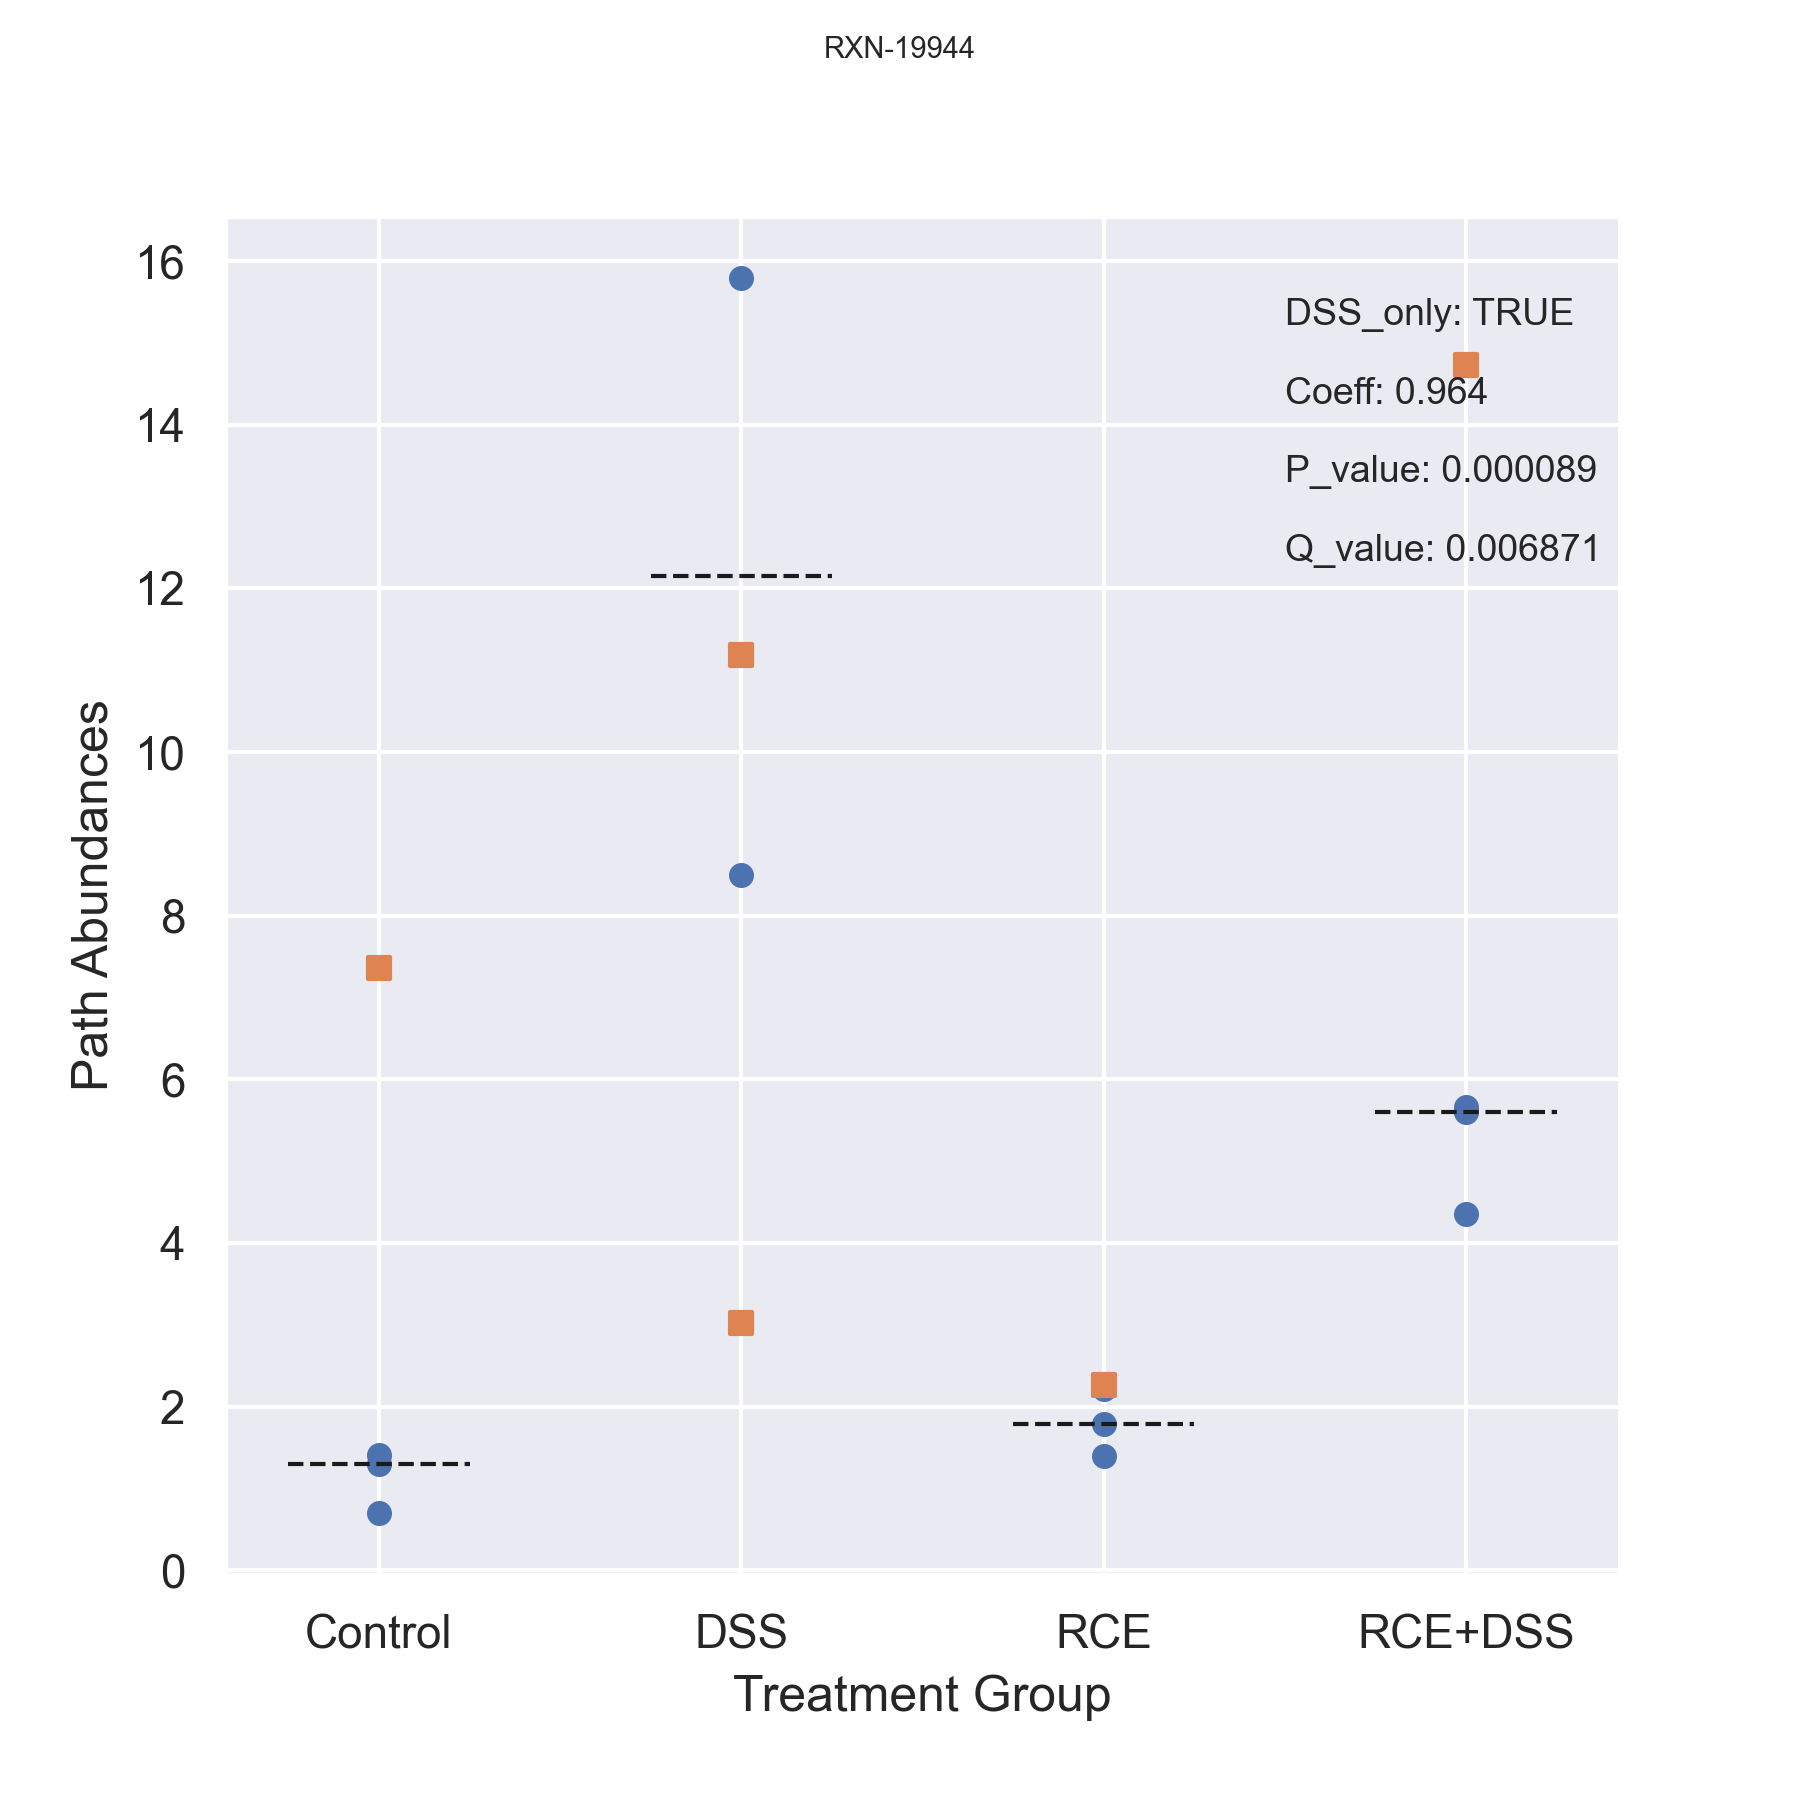 RXN-19944
16
14
12
10
8
6
4
2
0
Path Abundances
DSS_only: TRUE
Coeff: 0.964
P_value: 0.000089
Q_value: 0.006871
Control
DSS
RCE
RCE+DSS
Treatment Group